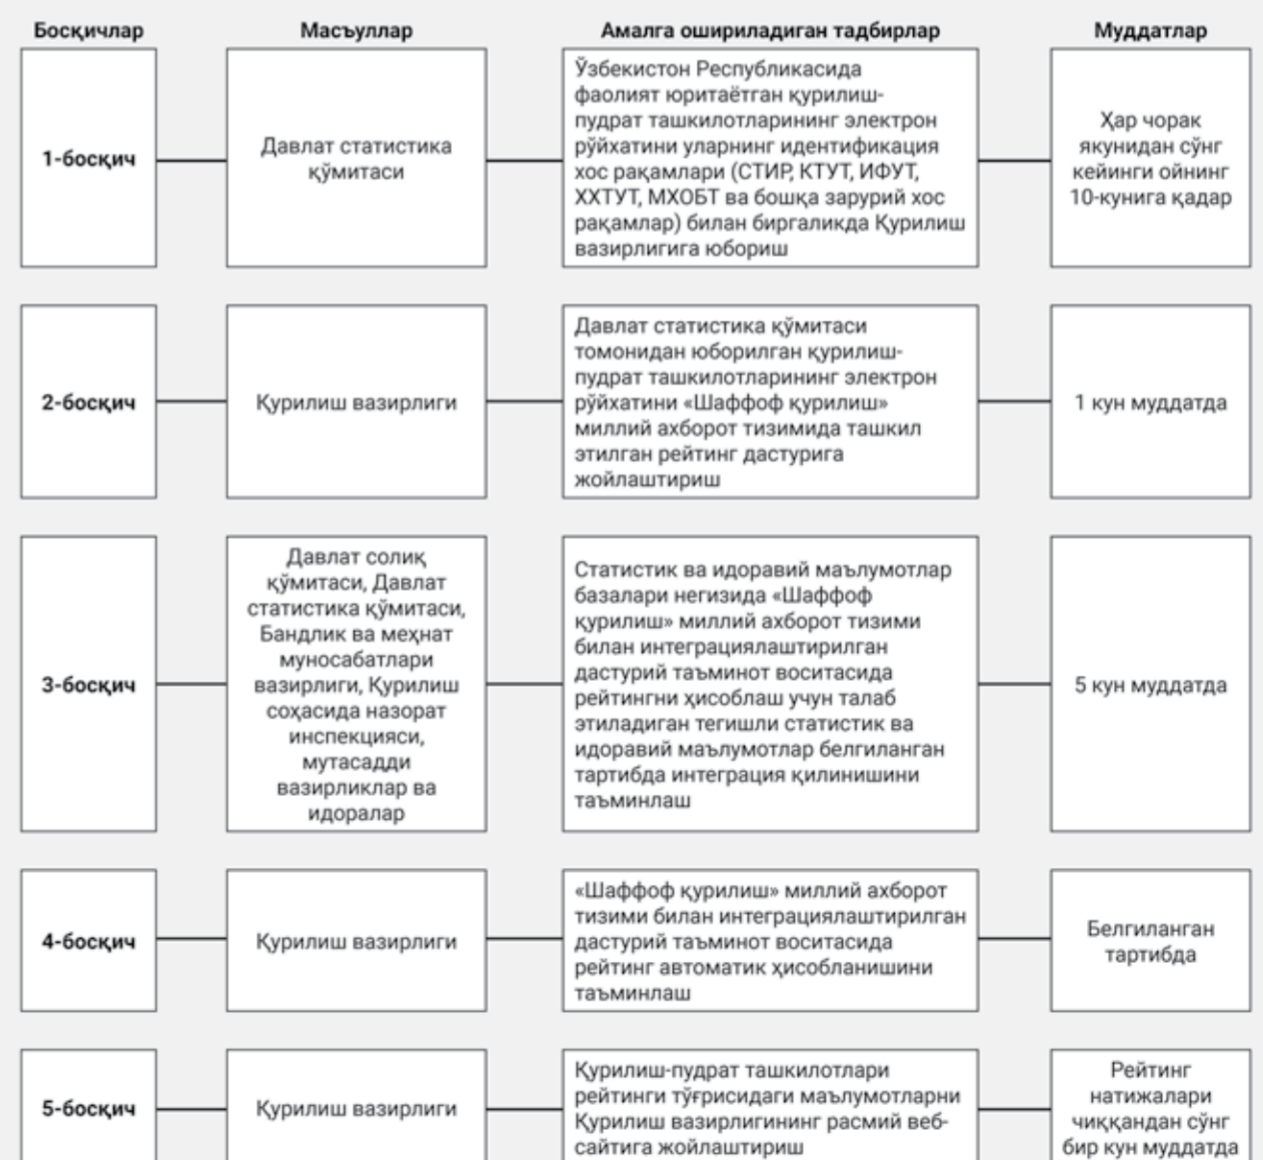 Босқичлар
Масъуллар
Амалга ошириладиган тадбирлар
Муддатлар
1-босқич
Давлат статистика
қўмитаси
Ўзбекистон Республикасида
фаолият юритаётган қурилиш-
пудрат ташкилотларининг электрон
рўйхатини уларнинг идентификация
хос рақамлари (СТИР, КТУТ, ИФУТ,
ХХТУТ, МҲОБТ ва бошқа зарурий хос
рақамлар) билан биргаликда Қурилиш
вазирлигига юбориш
Ҳар чорак
якунидан сўнг
кейинги ойнинг
10-кунига қадар
2-босқич
Қурилиш вазирлиги
Давлат статистика қўмитаси
томонидан юборилган қурилиш-
пудрат ташкилотларининг электрон
рўйхатини «Шаффоф қурилиш»
миллий ахборот тизимида ташкил
этилган рейтинг дастурига
жойлаштириш
1 кун муддатда
3-босқич
Давлат солиқ
қўмитаси, Давлат
статистика қўмитаси,
Бандлик ва меҳнат
муносабатлари
вазирлиги, Қурилиш
соҳасида назорат
инспекцияси,
мутасадди
вазирликлар ва
идоралар
Статистик ва идоравий маълумотлар
базалари негизида «Шаффоф
қурилиш» миллий ахборот тизими
билан интеграциялаштирилган
дастурий таъминот воситасида
рейтингни ҳисоблаш учун талаб
этиладиган тегишли статистик ва
идоравий маълумотлар белгиланган
тартибда интеграция қилинишини
таъминлаш
5 кун муддатда
4-босқич
Қурилиш вазирлиги
«Шаффоф қурилиш» миллий ахборот
тизими билан интеграциялаштирилган
дастурий таъминот воситасида
рейтинг автоматик ҳисобланишини
таъминлаш
Белгиланган
тартибда
5-босқич
Қурилиш вазирлиги
Қурилиш-пудрат ташкилотлари
рейтинги тўғрисидаги маълумотларни
Қурилиш вазирлигининг расмий веб-
сайтига жойлаштириш
Рейтинг
натижалари
чиққандан сўнг
бир кун муддатда